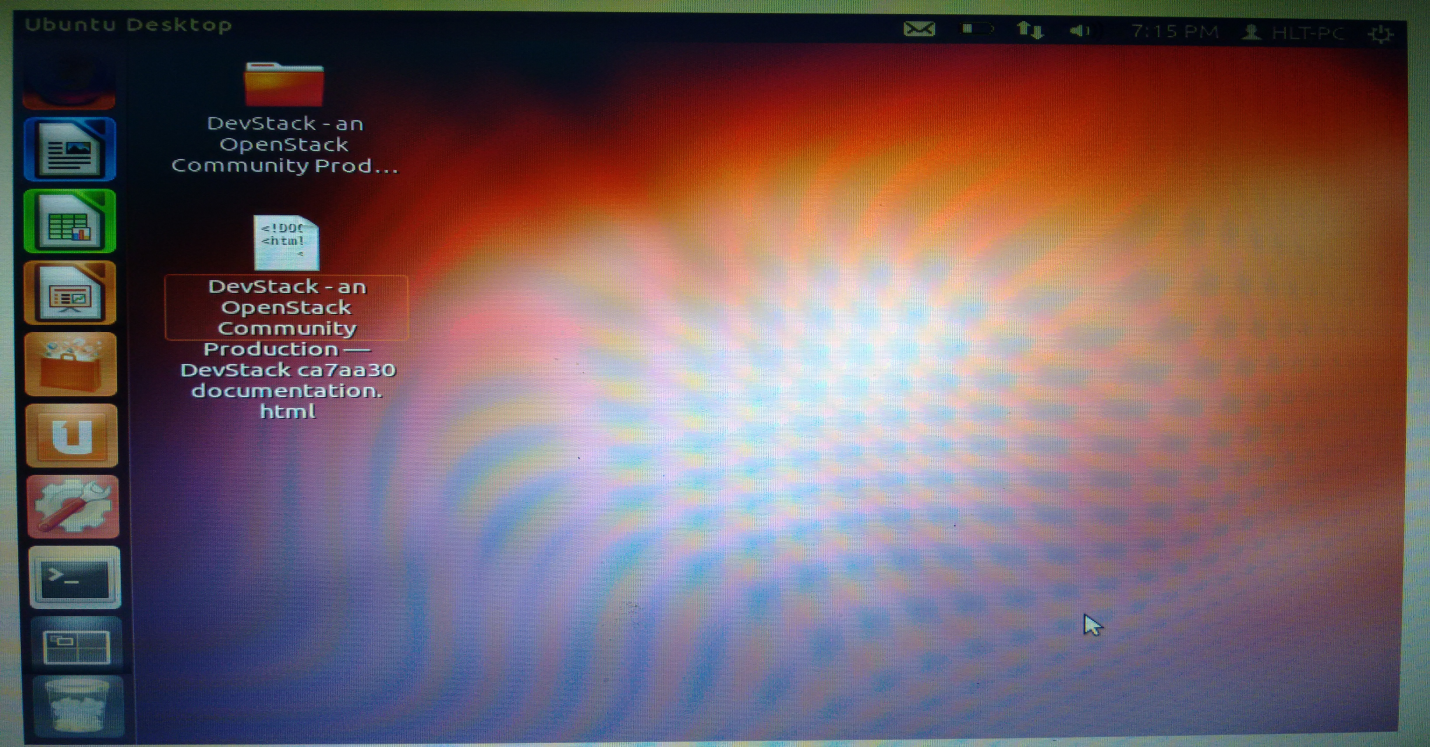 Ubuntu Desktop
7:15 PM
HLT-PC
DevStack - an
OpenStack
Community Prod...
<!DOC
<html
<
DevStack - an
OpenStack
Community
Production —
DevStack ca7aa30
documentation.
html
>_
U